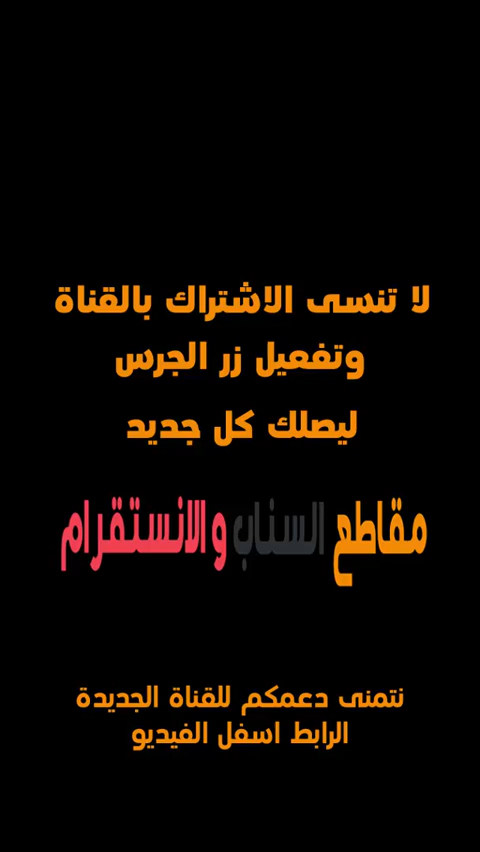 لا تنسى الاشتراك بالقناة
وتفعيل زر الجرس
ليصلك كل جديد
مقاطع السناب والانستقرام
نتمنى دعمكم للقناة الجديدة
الرابط اسفل الفيديو